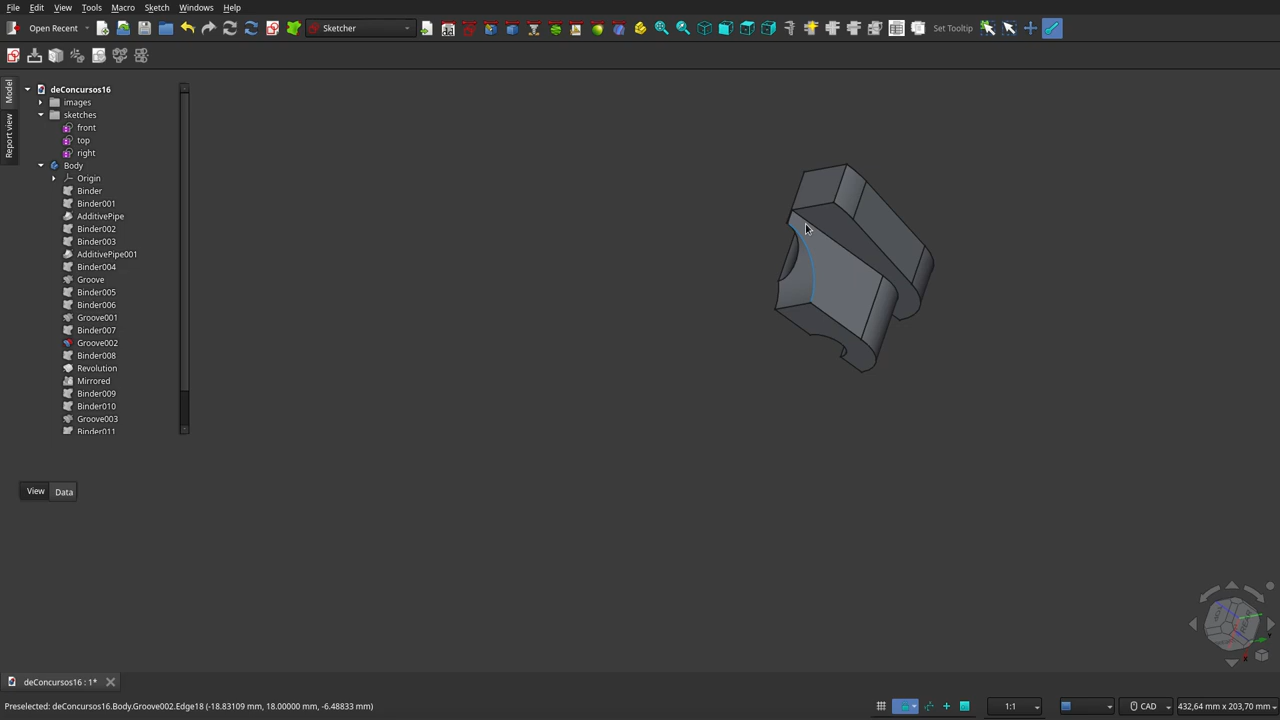 File Edit View Tools Macro Sketch Windows Help
Open Recent Sketcher Set Tooltip
Model
Report view
deConcursos16
images
sketches
front
top
right
Body
Origin
Binder
Binder001
AdditivePipe
Binder002
Binder003
AdditivePipe001
Binder004
Groove
Binder005
Binder006
Groove001
Binder007
Groove002
Binder008
Revolution
Mirrored
Binder009
Binder010
Groove003
Binder011
View Data
deConcursos16 : 1*
Preselected: deConcursos16.Body.Groove002.Edge18 (-18.83109 mm, 18.00000 mm, -6.48833 mm)
1:1 CAD 432,64 mm x 203,70 mm